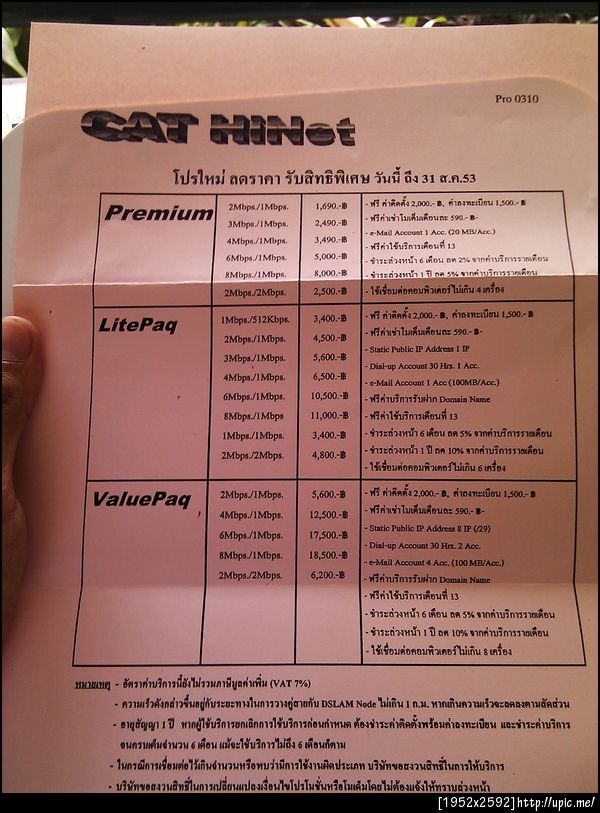 Pro 0310
CAT HiNet
โปรใหม่ ลดราคา รับสิทธิพิเศษ วันนี้ ถึง 31 ส.ค.53
Premium
2Mbps./1Mbps. 1,690.-฿
3Mbps./1Mbps. 2,490.-฿
4Mbps./1Mbps. 3,490.-฿
6Mbps./1Mbps. 5,000.-฿
8Mbps./1Mbps. 8,000.-฿
2Mbps./2Mbps. 2,500.-฿
- ฟรี ค่าติดตั้ง 2,000.-฿, ค่าลงทะเบียน 1,500.-฿
- ฟรีค่าเช่าโมเด็มเดือนละ 590.-฿-
- e-Mail Account 1 Acc. (20 MB/Acc.)
- ฟรีค่าใช้บริการเดือนที่ 13
- ชำระล่วงหน้า 6 เดือน ลด 2% จากค่าบริการรายเดือน
- ชำระล่วงหน้า 1 ปี ลด 5% จากค่าบริการรายเดือน
- ใช้เชื่อมต่อคอมพิวเตอร์ไม่เกิน 4 เครื่อง
LitePaq
1Mbps./512Kbps. 3,400.-฿
2Mbps./1Mbps. 4,500.-฿
3Mbps./1Mbps. 5,600.-฿
4Mbps./1Mbps. 6,500.-฿
6Mbps./1Mbps. 10,500.-฿
8Mbps./1Mbps 11,000.-฿
1Mbps./1Mbps. 3,400.-฿
2Mbps./2Mbps. 4,800.-฿
- ฟรี ค่าติดตั้ง 2,000.-฿, ค่าลงทะเบียน 1,500.-฿
- ฟรีค่าเช่าโมเด็มเดือนละ 590.-฿-
- Static Public IP Address 1 IP
- Dial-up Account 30 Hrs. 1 Acc.
- e-Mail Account 1 Acc (100MB/Acc.)
- ฟรีค่าบริการรับฝาก Domain Name
- ฟรีค่าใช้บริการเดือนที่ 13
- ชำระล่วงหน้า 6 เดือน ลด 5% จากค่าบริการรายเดือน
- ชำระล่วงหน้า 1 ปี ลด 10% จากค่าบริการรายเดือน
- ใช้เชื่อมต่อคอมพิวเตอร์ไม่เกิน 6 เครื่อง
ValuePaq
2Mbps./1Mbps. 5,600.-฿
4Mbps./1Mbps. 12,500.-฿
6Mbps./1Mbps. 17,500.-฿
8Mbps./1Mbps. 18,500.-฿
2Mbps./2Mbps. 6,200.-฿
- ฟรี ค่าติดตั้ง 2,000.-฿, ค่าลงทะเบียน 1,500.-฿
- ฟรีค่าเช่าโมเด็มเดือนละ 590.-฿-
- Static Public IP Address 8 IP (/29)
- Dial-up Account 30 Hrs. 2 Acc.
- e-Mail Account 4 Acc. (100 MB/Acc.)
- ฟรีค่าบริการรับฝาก Domain Name
- ฟรีค่าใช้บริการเดือนที่ 13
- ชำระล่วงหน้า 6 เดือน ลด 5% จากค่าบริการรายเดือน
- ชำระล่วงหน้า 1 ปี ลด 10% จากค่าบริการรายเดือน
- ใช้เชื่อมต่อคอมพิวเตอร์ไม่เกิน 8 เครื่อง
หมายเหตุ - อัตราค่าบริการนี้ยังไม่รวมภาษีมูลค่าเพิ่ม (VAT 7%)
- ความเร็วดังกล่าวขึ้นอยู่กับระยะทางในการวางคู่สายกับ DSLAM Node ไม่เกิน 1 ก.ม. หากเกินความเร็วจะลดลงตามสัดส่วน
- อายุสัญญา 1 ปี หากผู้ใช้บริการยกเลิกการใช้บริการก่อนกำหนด ต้องชำระค่าติดตั้งพร้อมค่าลงทะเบียน และชำระค่าบริการ
จนครบเต็มจำนวน 6 เดือน แม้จะใช้บริการไม่ถึง 6 เดือนก็ตาม
- ในกรณีการเชื่อมต่อไว้เกินจำนวนหรือพบว่ามีการใช้งานผิดประเภท บริษัทขอสงวนสิทธิ์ในการให้บริการ
- บริษัทขอสงวนสิทธิ์ในการเปลี่ยนแปลงเงื่อนไขโปรโมชั่นหรือโมเด็มโดยไม่ต้องแจ้งให้ทราบล่วงหน้า
[1952x2592]http://upic.me/